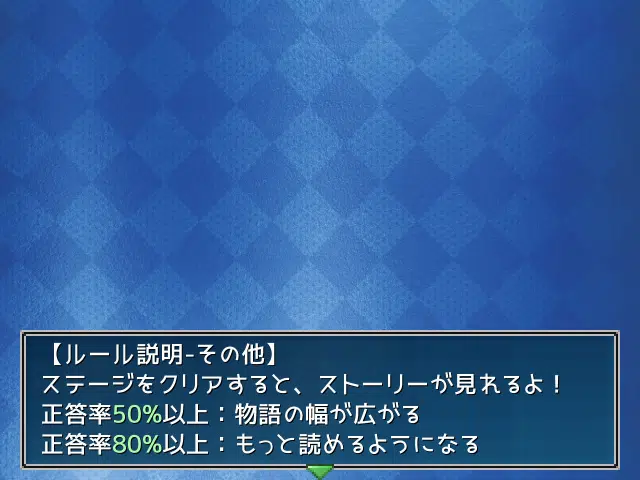 【ルール説明-その他】
ステージをクリアすると、ストーリーが見れるよ！
正答率50%以上：物語の幅が広がる
正答率80%以上：もっと読めるようになる